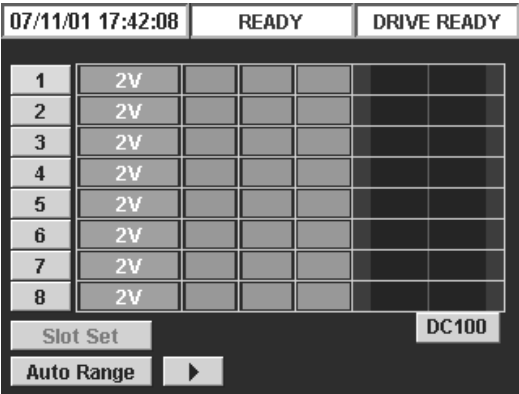 07/11/01 17:42:08 READY DRIVE READY
1 2V
2 2V
3 2V
4 2V
5 2V
6 2V
7 2V
8 2V
Slot Set DC100
Auto Range